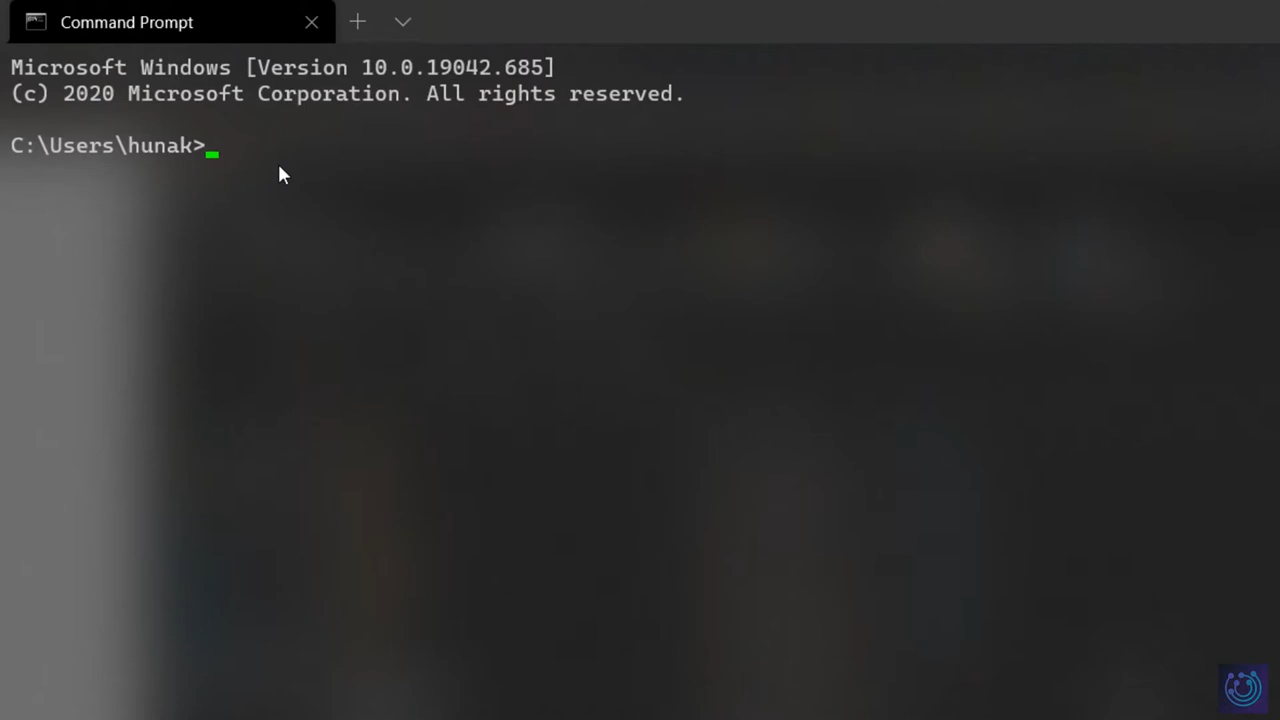 Command Prompt
Microsoft Windows [Version 10.0.19042.685]
(c) 2020 Microsoft Corporation. All rights reserved.
C:\Users\hunak>